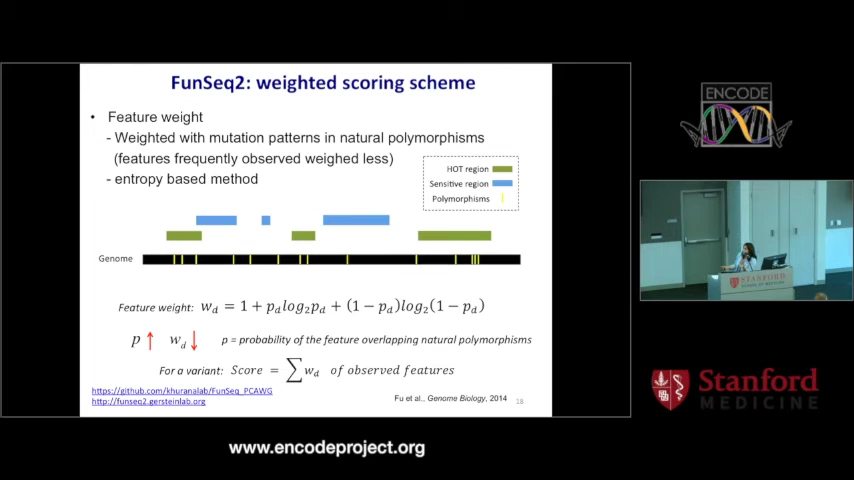 FunSeq2: weighted scoring scheme
• Feature weight
- Weighted with mutation patterns in natural polymorphisms
(features frequently observed weighed less)
- entropy based method
HOT region
Sensitive region
Polymorphisms
Genome
Feature weight: w_d = 1 + p_d log_2 p_d + (1 − p_d) log_2 (1 − p_d)
p ↑ w_d ↓ p = probability of the feature overlapping natural polymorphisms
For a variant: Score = ∑ w_d of observed features
https://github.com/khuranalab/FunSeq_PCAWG
http://funseq2.gersteinlab.org
Fu et al., Genome Biology, 2014 18
ENCODE
STANFORD
Stanford
MEDICINE
www.encodeproject.org